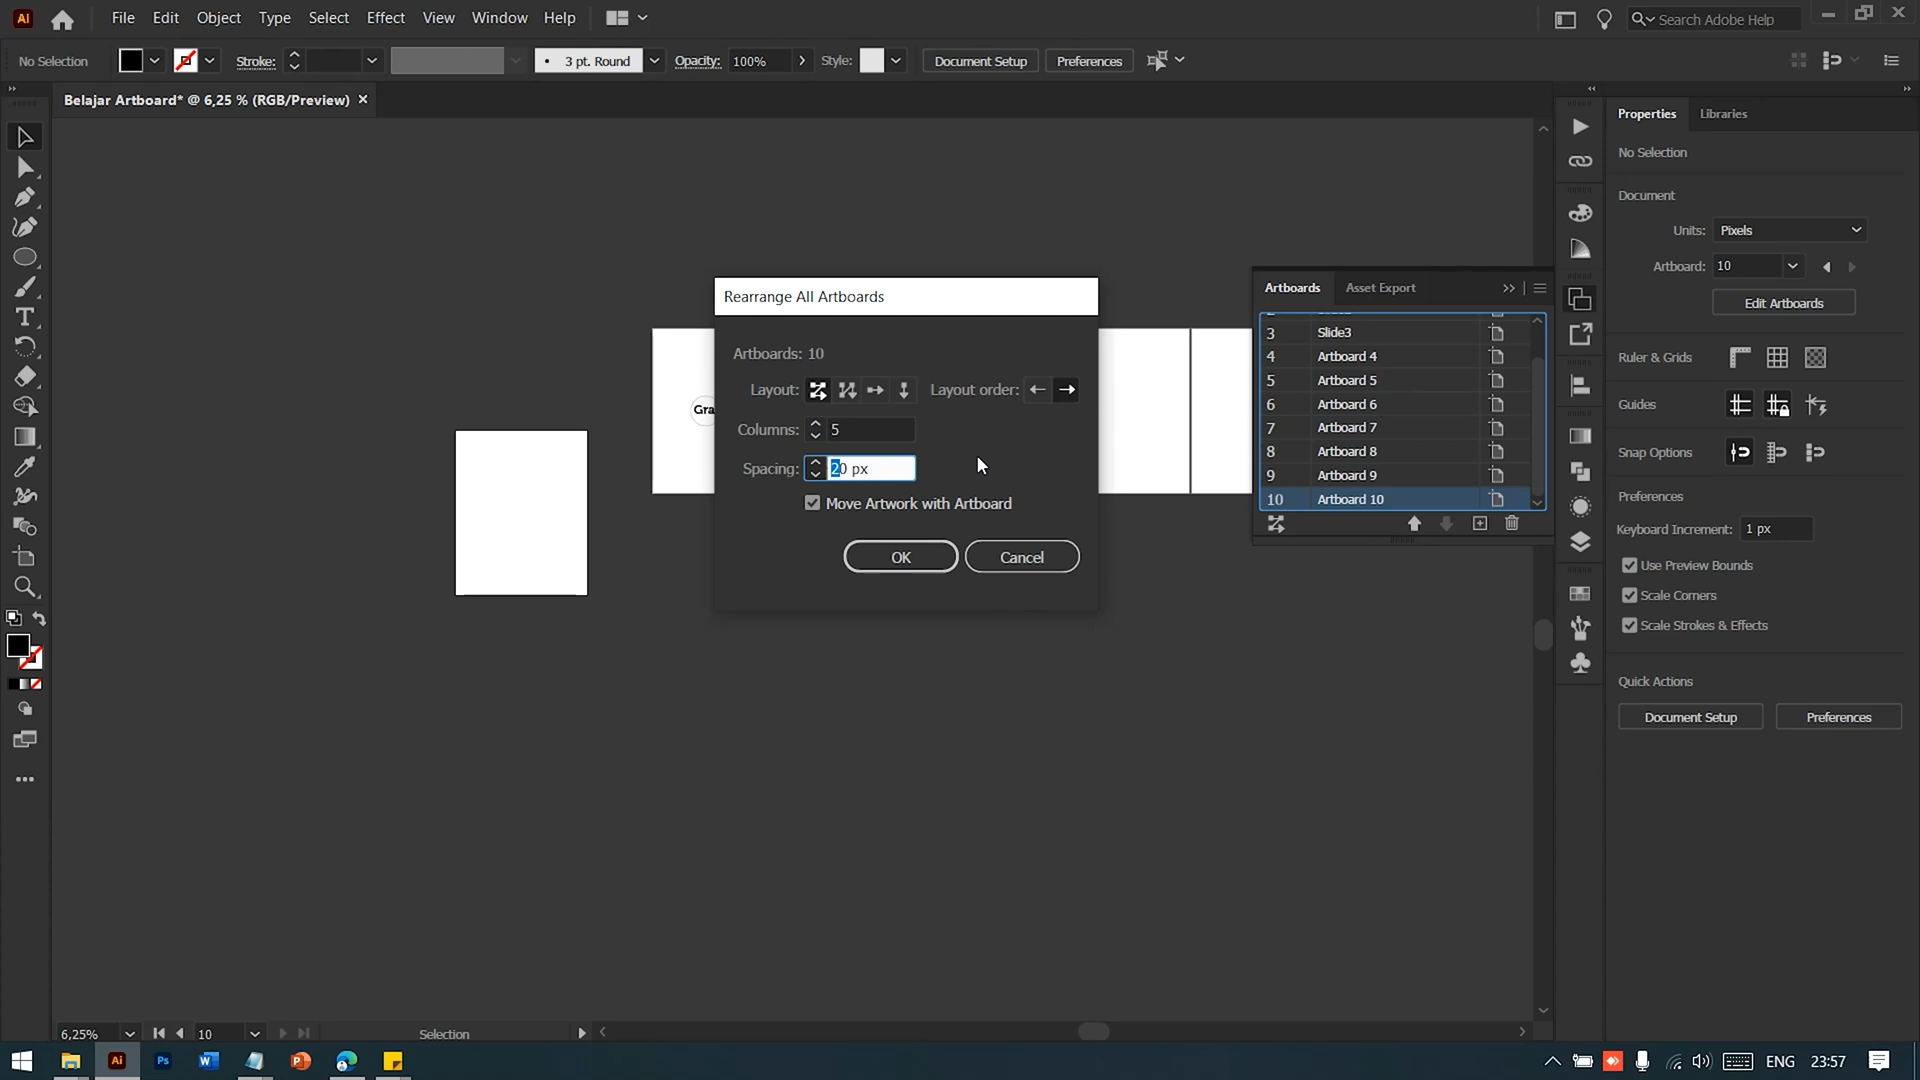 Ai File Edit Object Type Select Effect View Window Help Search Adobe Help
No Selection Stroke: 3 pt. Round Opacity: 100% Style: Document Setup Preferences
Belajar Artboard* @ 6,25 % (RGB/Preview)
Properties Libraries
No Selection
Document
Units: Pixels
Artboard: 10
Edit Artboards
Ruler & Grids
Guides
Snap Options
Preferences
Keyboard Increment: 1 px
Use Preview Bounds
Scale Corners
Scale Strokes & Effects
Quick Actions
Document Setup Preferences
Artboards Asset Export
3 Slide3
4 Artboard 4
5 Artboard 5
6 Artboard 6
7 Artboard 7
8 Artboard 8
9 Artboard 9
10 Artboard 10
Rearrange All Artboards
Artboards: 10
Layout: Layout order:
Columns: 5
Spacing: 20 px
Move Artwork with Artboard
OK Cancel
Gra
6,25% 10 Selection
Ai Ps W P ENG 23:57